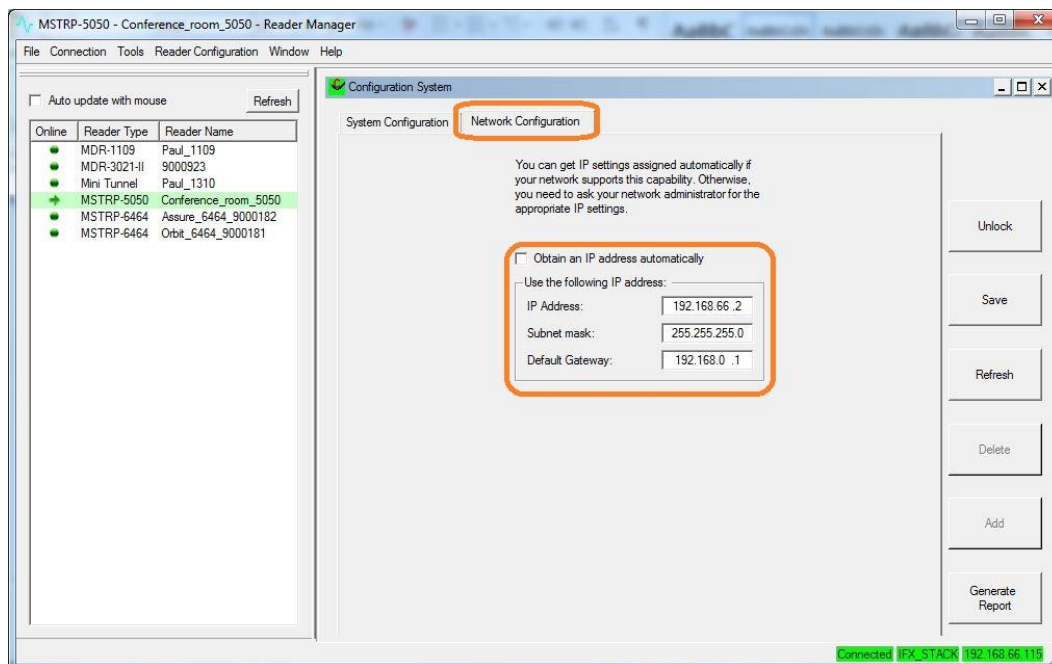 MSTRP-5050 - Conference_room_5050 - Reader Manager
File Connection Tools Reader Configuration Window Help
Auto update with mouse
Refresh
Online Reader Type Reader Name
MDR-1109 Paul_1109
MDR-3021-II 9000923
Mini Tunnel Paul_1310
MSTRP-5050 Conference_room_5050
MSTRP-6464 Assure_6464_9000182
MSTRP-6464 Orbit_6464_9000181
Configuration System
System Configuration Network Configuration
You can get IP settings assigned automatically if
your network supports this capability. Otherwise,
you need to ask your network administrator for the
appropriate IP settings.
Obtain an IP address automatically
Use the following IP address:
IP Address: 192.168.66 .2
Subnet mask: 255.255.255.0
Default Gateway: 192.168.0 .1
Unlock
Save
Refresh
Delete
Add
Generate
Report
Connected IFX_STACK 192.168.66.115